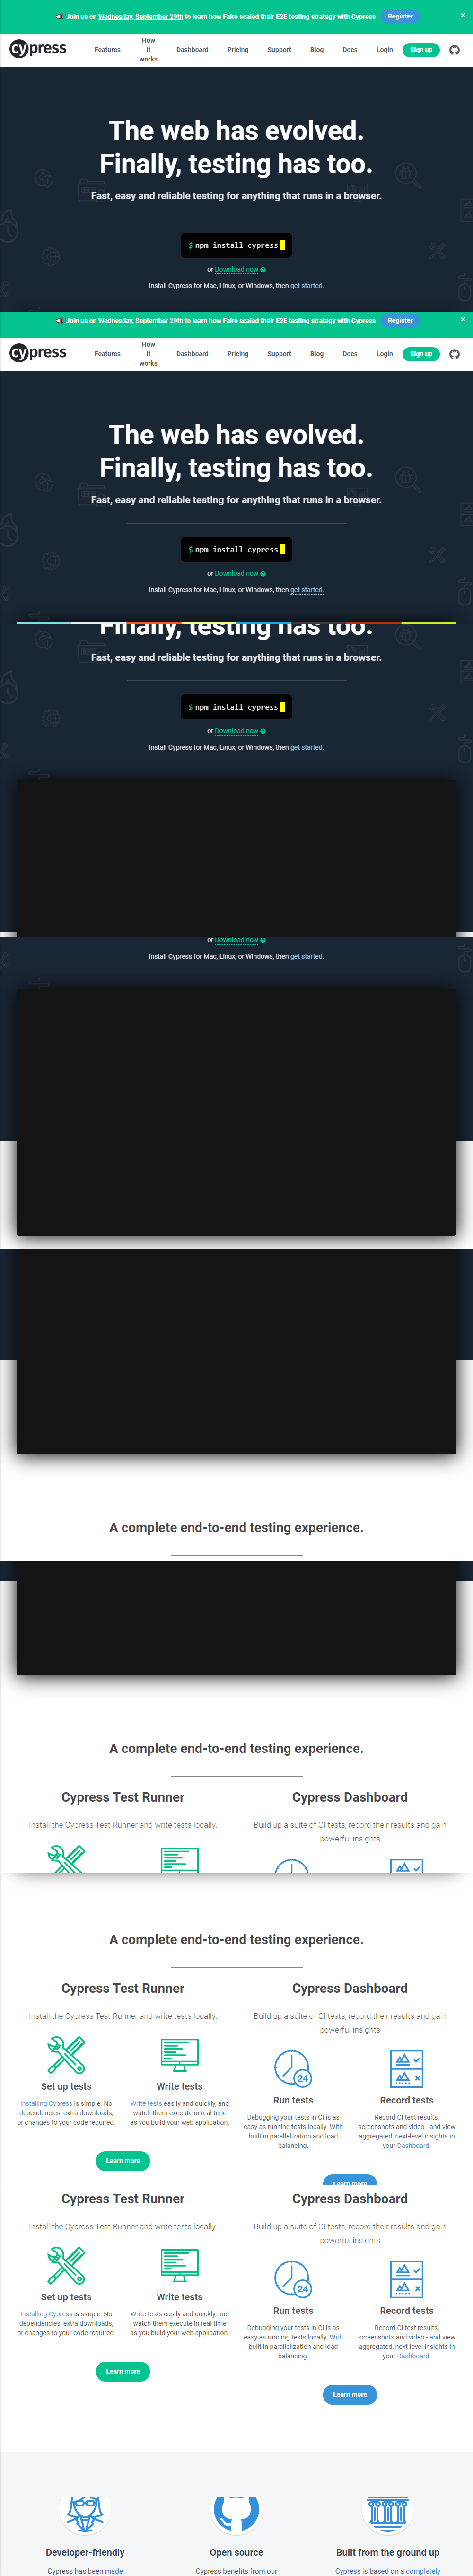 Join us on Wednesday, September 29th to learn how Faire scaled their E2E testing strategy with Cypress Register ×
cypress Features How it works Dashboard Pricing Support Blog Docs Login Sign up
The web has evolved.
Finally, testing has too.
Fast, easy and reliable testing for anything that runs in a browser.
$ npm install cypress
or Download now
Install Cypress for Mac, Linux, or Windows, then get started.
Join us on Wednesday, September 29th to learn how Faire scaled their E2E testing strategy with Cypress Register ×
cypress Features How it works Dashboard Pricing Support Blog Docs Login Sign up
The web has evolved.
Finally, testing has too.
Fast, easy and reliable testing for anything that runs in a browser.
$ npm install cypress
or Download now
Install Cypress for Mac, Linux, or Windows, then get started.
Finally, testing has too.
Fast, easy and reliable testing for anything that runs in a browser.
$ npm install cypress
or Download now
Install Cypress for Mac, Linux, or Windows, then get started.
or Download now
Install Cypress for Mac, Linux, or Windows, then get started.
A complete end-to-end testing experience.
A complete end-to-end testing experience.
Cypress Test Runner
Install the Cypress Test Runner and write tests locally.
Cypress Dashboard
Build up a suite of CI tests, record their results and gain
powerful insights
A complete end-to-end testing experience.
Cypress Test Runner
Install the Cypress Test Runner and write tests locally.
Set up tests
Installing Cypress is simple. No
dependencies, extra downloads,
or changes to your code required.
Write tests
Write tests easily and quickly, and
watch them execute in real time
as you build your web application.
Learn more
Cypress Dashboard
Build up a suite of CI tests, record their results and gain
powerful insights
24
Run tests
Debugging your tests in CI is as
easy as running tests locally. With
built in parallelization and load
balancing.
Record tests
Record CI test results,
screenshots and video - and view
aggregated, next-level insights in
your Dashboard.
Learn more
Cypress Test Runner
Install the Cypress Test Runner and write tests locally.
Set up tests
Installing Cypress is simple. No
dependencies, extra downloads,
or changes to your code required.
Write tests
Write tests easily and quickly, and
watch them execute in real time
as you build your web application.
Learn more
Cypress Dashboard
Build up a suite of CI tests, record their results and gain
powerful insights
24
Run tests
Debugging your tests in CI is as
easy as running tests locally. With
built in parallelization and load
balancing.
Record tests
Record CI test results,
screenshots and video - and view
aggregated, next-level insights in
your Dashboard.
Learn more
Developer-friendly
Cypress has been made
Open source
Cypress benefits from our
Built from the ground up
Cypress is based on a completely